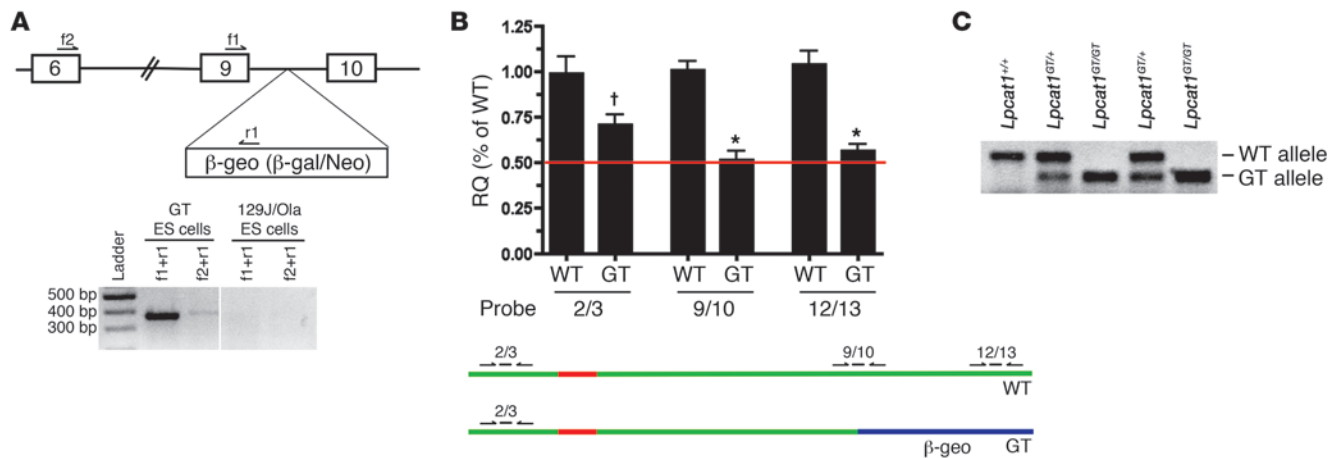 A
f2
f1
6
9
10
r1
β-geo (β-gal/Neo)
GT
ES cells
129J/Ola
ES cells
Ladder
f1+r1
f2+r1
f1+r1
f2+r1
500 bp
400 bp
300 bp
B
RQ (% of WT)
1.25
1.00
0.75
0.50
0.25
0.00
†
*
*
WT GT WT GT WT GT
Probe 2/3 9/10 12/13
2/3 9/10 12/13
WT
2/3
β-geo GT
C
Lpcat1+/+
Lpcat1GT/+
Lpcat1GT/GT
Lpcat1GT/+
Lpcat1GT/GT
– WT allele
– GT allele